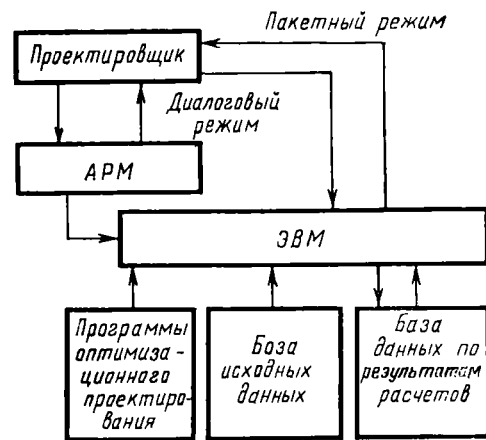 Пакетный режим
Проектировщик
Диалоговый
режим
АРМ
ЭВМ
Программы
оптимиза-
ционного
проектиро-
вания
База
исходных
данных
База
данных по
результатам
расчетов